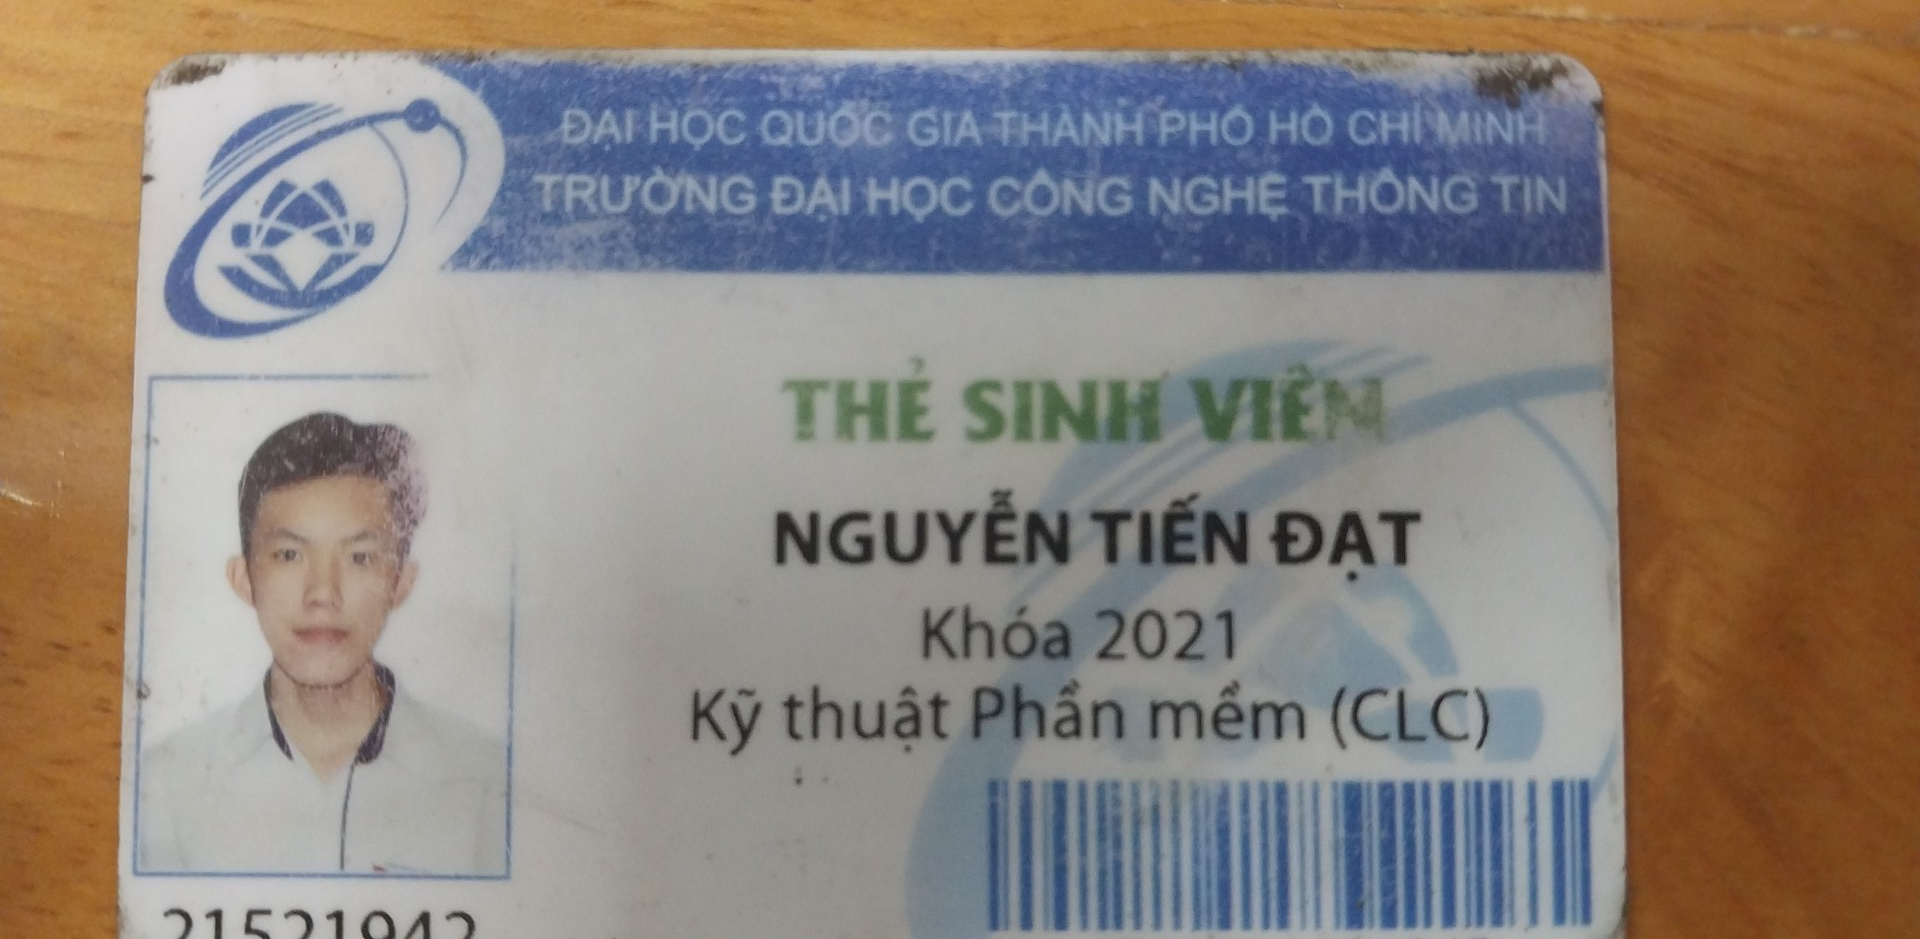 ĐẠI HỌC QUỐC GIA THÀNH PHỐ HỒ CHÍ MINH
TRƯỜNG ĐẠI HỌC CÔNG NGHỆ THÔNG TIN
THẺ SINH VIÊN
NGUYỄN TIẾN ĐẠT
Khóa 2021
Kỹ thuật Phần mềm (CLC)
21521942